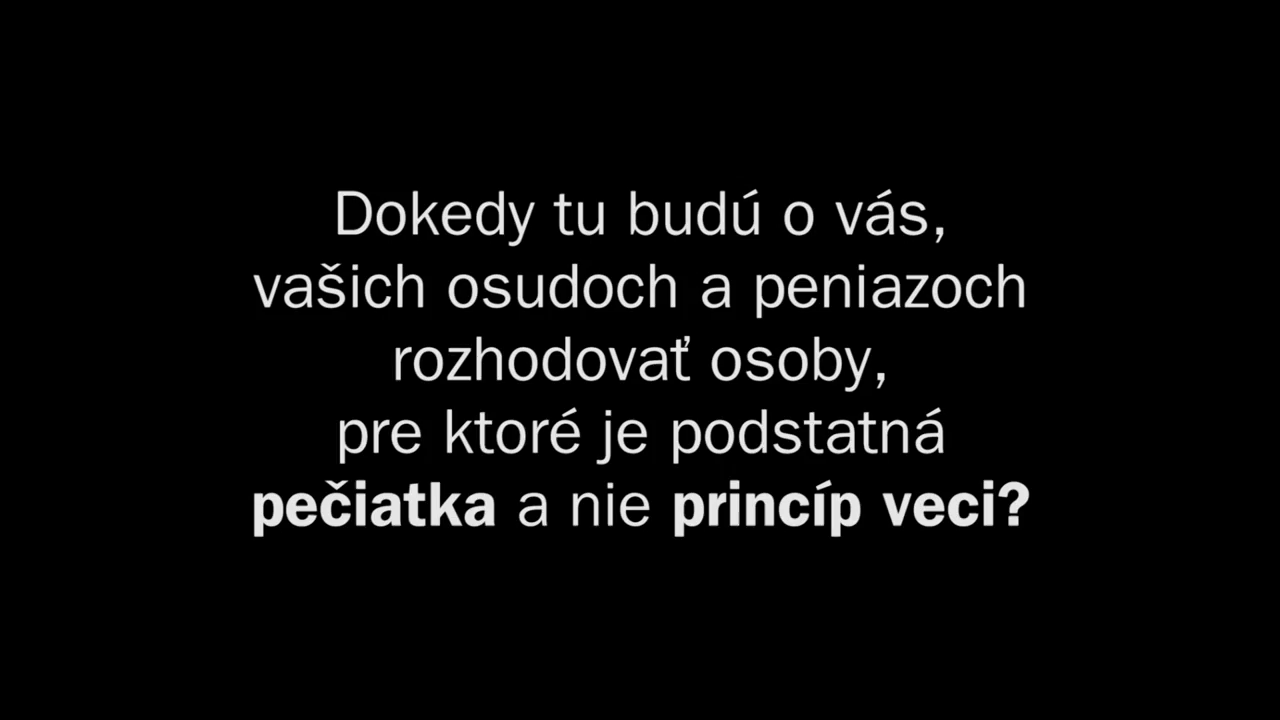 Dokedy tu budú o vás,
vašich osudoch a peniazoch
rozhodovať osoby,
pre ktoré je podstatná
pečiatka a nie princíp veci?